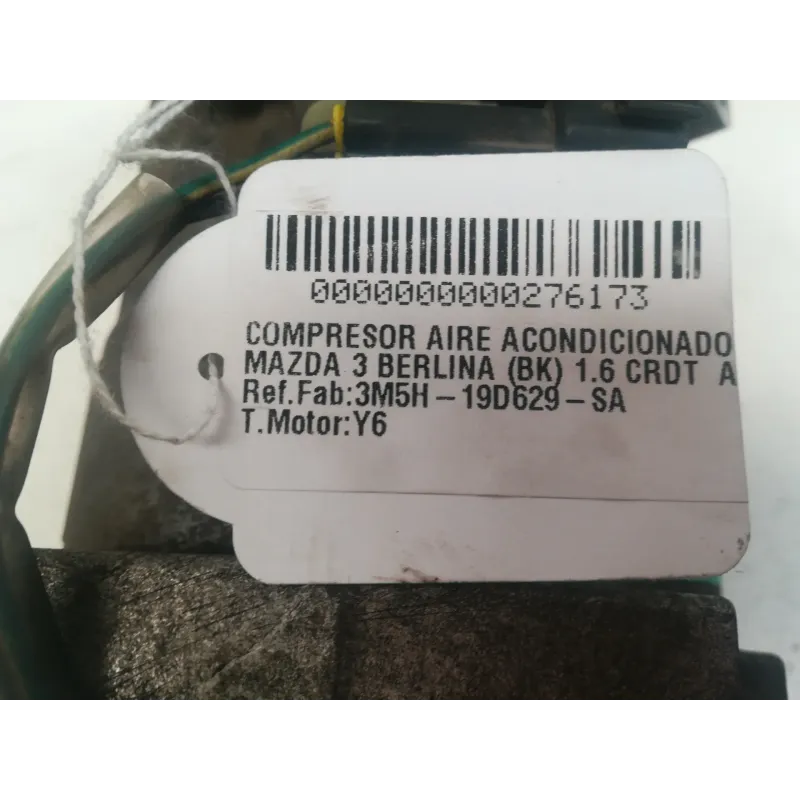 0000000000276173
COMPRESOR AIRE ACONDICIONADO
MAZDA 3 BERLINA (BK) 1.6 CRDT A
Ref.Fab:3M5H-19D629-SA
T.Motor:Y6